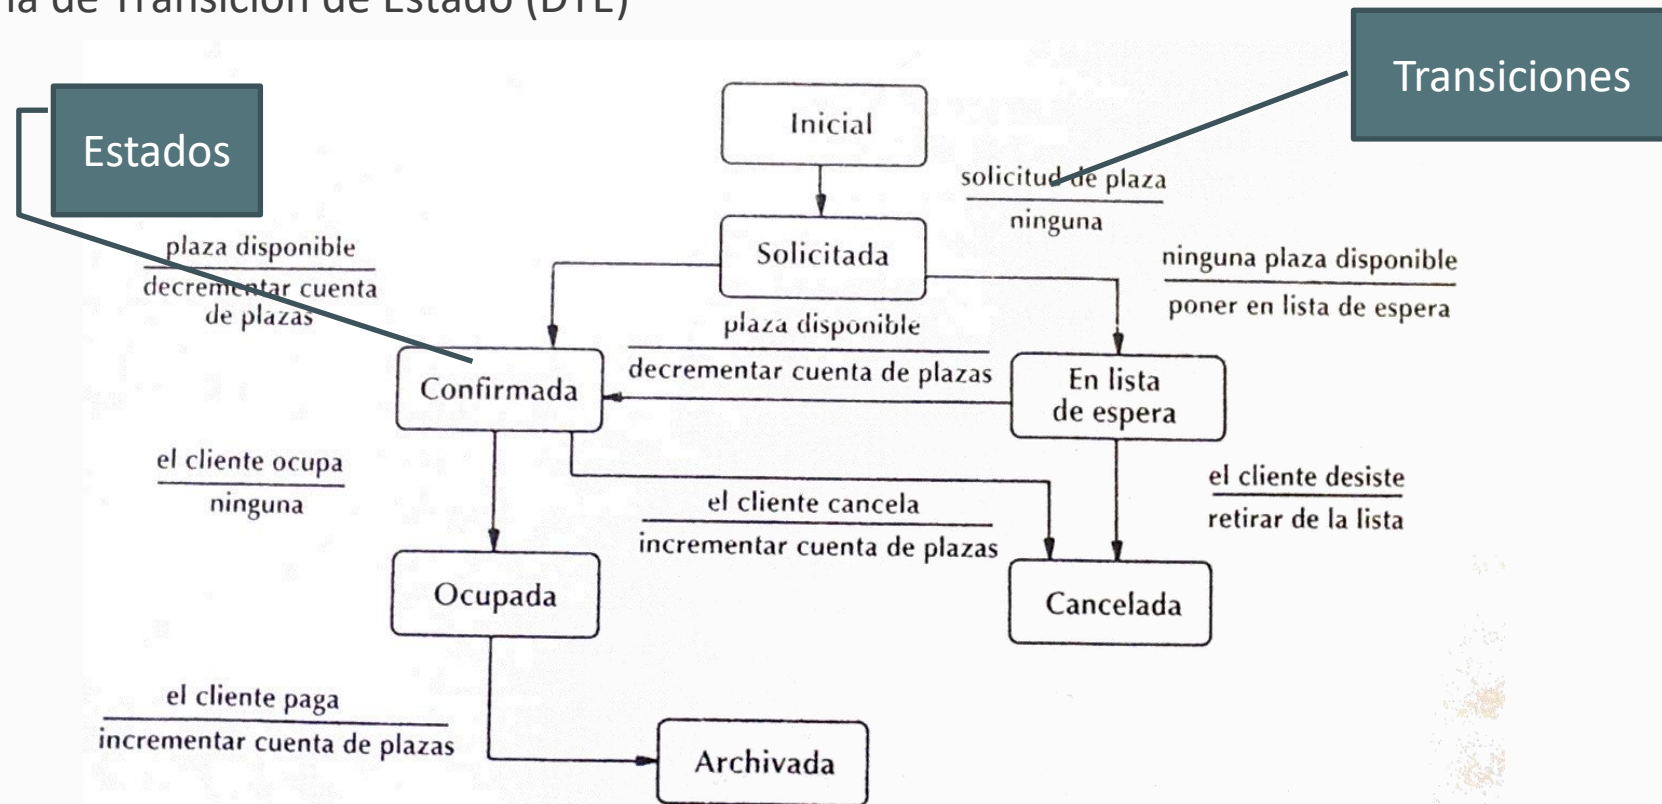 de Transición de Estado (DTE)
Transiciones
Estados
Inicial
solicitud de plaza
ninguna
plaza disponible
decrementar cuenta
de plazas
Solicitada
ninguna plaza disponible
poner en lista de espera
plaza disponible
decrementar cuenta de plazas
Confirmada
En lista
de espera
el cliente ocupa
ninguna
el cliente cancela
incrementar cuenta de plazas
el cliente desiste
retirar de la lista
Ocupada
Cancelada
el cliente paga
incrementar cuenta de plazas
Archivada